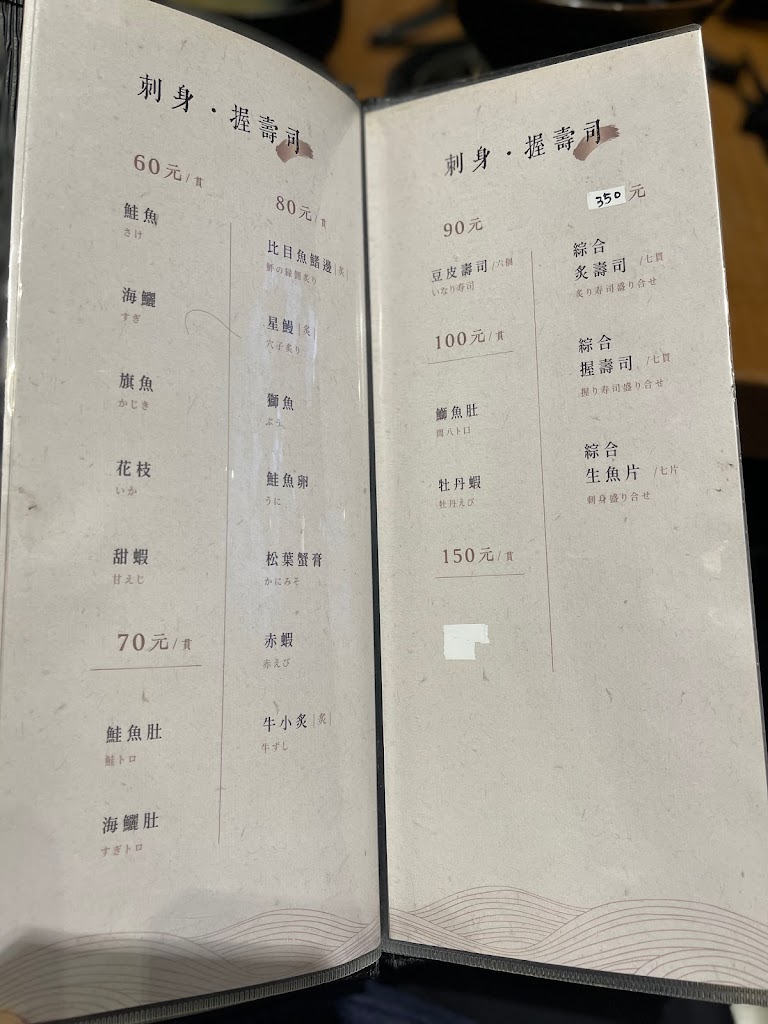 刺身・握壽司
60元/貫
鮭魚
さけ
海鱺
すぎ
旗魚
かじき
花枝
いか
甜蝦
甘えじ
70元/貫
鮭魚肚
鮭トロ
海鱺肚
すぎトロ
80元/貫
比目魚鰭邊|炙|
鮃の縁側炙り
星鰻|炙|
穴子炙り
獅魚
ぶり
鮭魚卵
うに
松葉蟹膏
かにみそ
赤蝦
赤えび
牛小炙|炙|
牛ずし
刺身・握壽司
90元
豆皮壽司/六個
いなり寿司
100元/貫
鰤魚肚
間八トロ
牡丹蝦
牡丹えび
150元/貫
350元
綜合
炙壽司/七貫
炙り寿司盛り合せ
綜合
握壽司/七貫
握り寿司盛り合せ
綜合
生魚片/七片
刺身盛り合せ